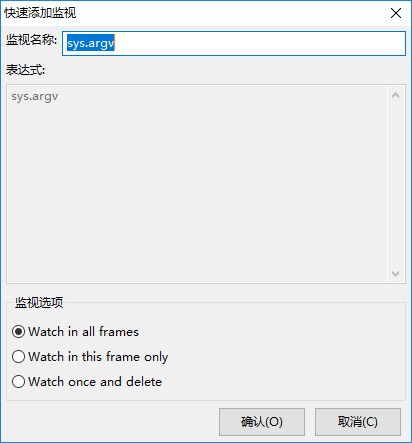 快速添加监视
监视名称: sys.argv
表达式:
sys.argv
监视选项
Watch in all frames
Watch in this frame only
Watch once and delete
确认(O) 取消(C)